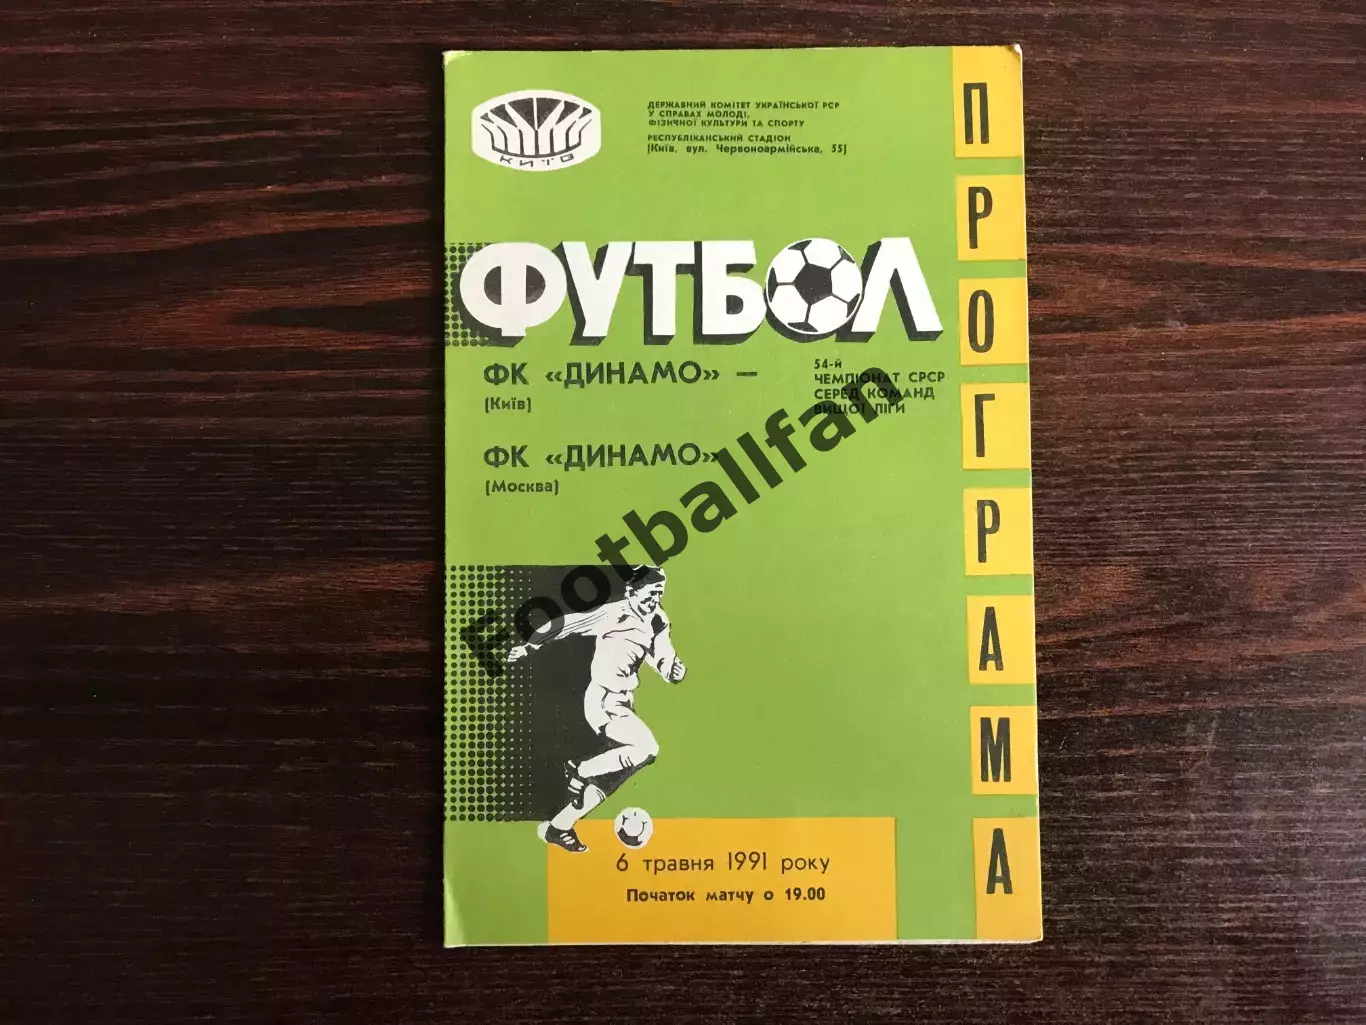 КИТО
ДЕРЖАВНИЙ КОМІТЕТ УКРАЇНСЬКОЇ РСР
У СПРАВАХ МОЛОДІ,
ФІЗИЧНОЇ КУЛЬТУРИ ТА СПОРТУ
РЕСПУБЛІКАНСЬКИЙ СТАДІОН
(Київ, вул. Червоноармійська, 55)
ФУТБОЛ
ФК «ДИНАМО» –
(Київ)
54-й
ЧЕМПІОНАТ СРСР
СЕРЕД КОМАНД
ВИЩОЇ ЛІГИ
ФК «ДИНАМО»
(Москва)
Footballfan
6 травня 1991 року
Початок матчу о 19.00
ПРОГРАМА